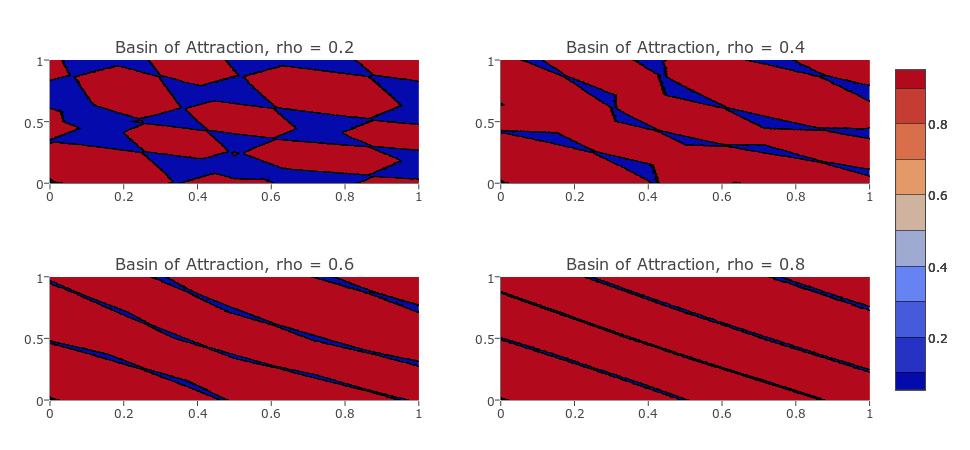 Basin of Attraction, rho = 0.2
Basin of Attraction, rho = 0.4
1
0.5
0
0 0.2 0.4 0.6 0.8 1
1
0.5
0
0 0.2 0.4 0.6 0.8 1
Basin of Attraction, rho = 0.6
Basin of Attraction, rho = 0.8
1
0.5
0
0 0.2 0.4 0.6 0.8 1
1
0.5
0
0 0.2 0.4 0.6 0.8 1
0.8
0.6
0.4
0.2